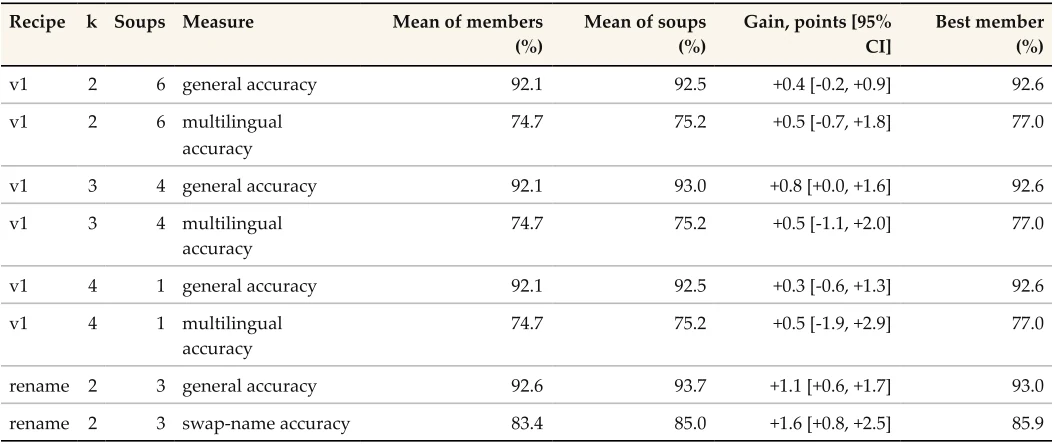 Recipe k Soups Measure Mean of members (%) Mean of soups (%) Gain, points [95% CI] Best member (%)
v1 2 6 general accuracy 92.1 92.5 +0.4 [-0.2, +0.9] 92.6
v1 2 6 multilingual accuracy 74.7 75.2 +0.5 [-0.7, +1.8] 77.0
v1 3 4 general accuracy 92.1 93.0 +0.8 [+0.0, +1.6] 92.6
v1 3 4 multilingual accuracy 74.7 75.2 +0.5 [-1.1, +2.0] 77.0
v1 4 1 general accuracy 92.1 92.5 +0.3 [-0.6, +1.3] 92.6
v1 4 1 multilingual accuracy 74.7 75.2 +0.5 [-1.9, +2.9] 77.0
rename 2 3 general accuracy 92.6 93.7 +1.1 [+0.6, +1.7] 93.0
rename 2 3 swap-name accuracy 83.4 85.0 +1.6 [+0.8, +2.5] 85.9